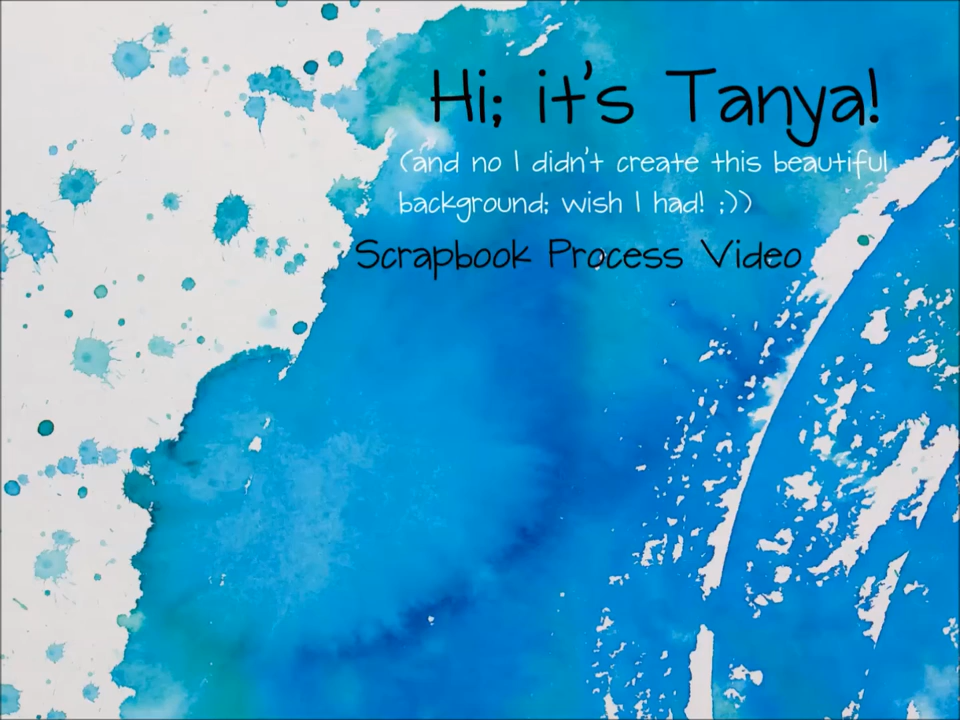 Hi; it's Tanya!
(and no I didn't create this beautiful
background; wish I had! ;))
Scrapbook Process Video